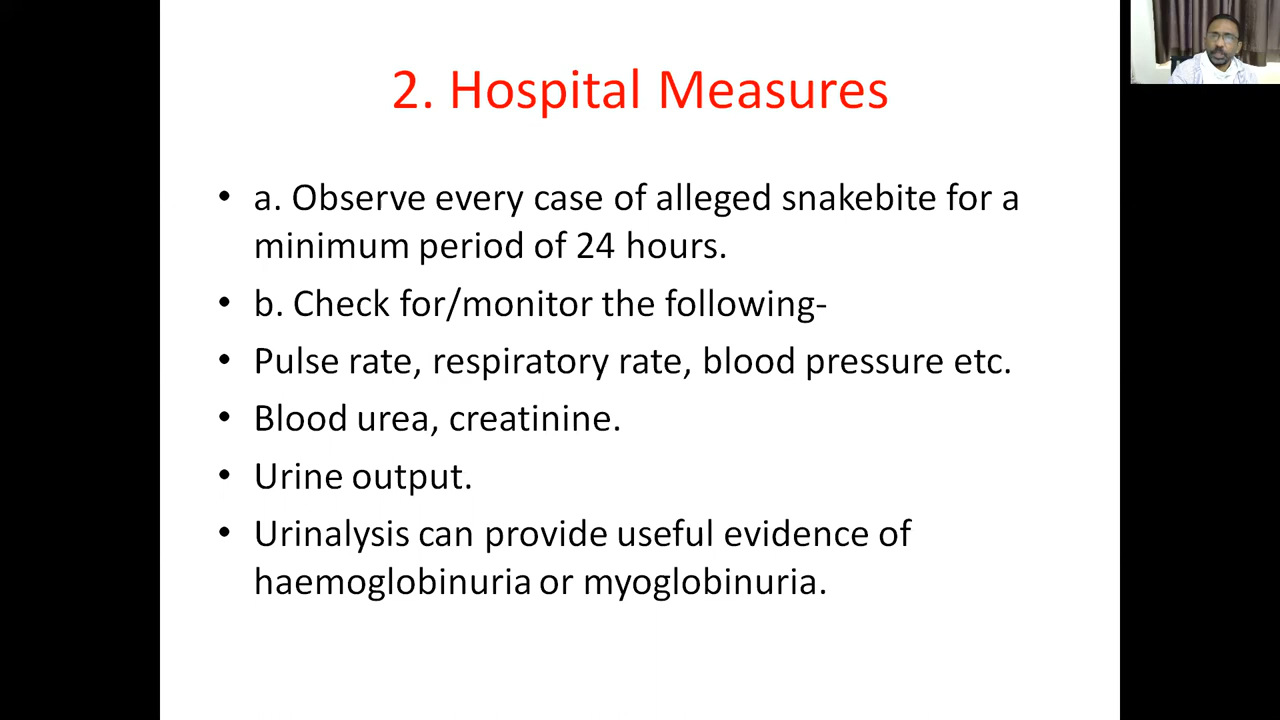 2. Hospital Measures
• a. Observe every case of alleged snakebite for a
minimum period of 24 hours.
• b. Check for/monitor the following-
• Pulse rate, respiratory rate, blood pressure etc.
• Blood urea, creatinine.
• Urine output.
• Urinalysis can provide useful evidence of
haemoglobinuria or myoglobinuria.